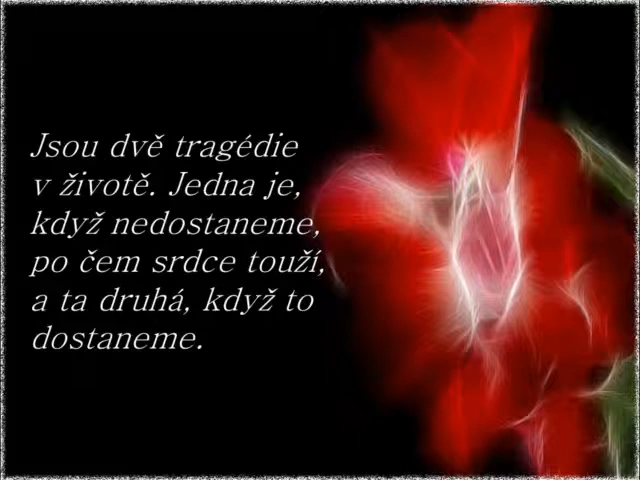 Jsou dvě tragédie
v životě. Jedna je,
když nedostaneme,
po čem srdce touží,
a ta druhá, když to
dostaneme.